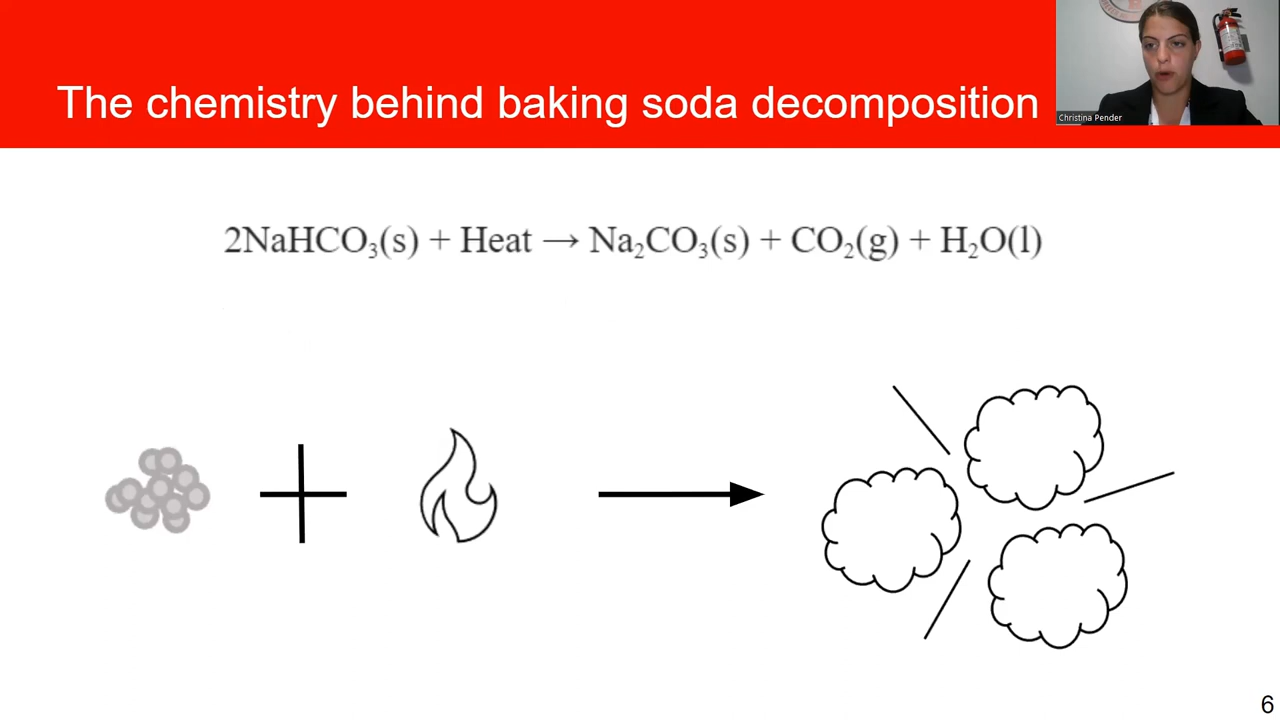 The chemistry behind baking soda decomposition
Christina Pender
2NaHCO₃(s) + Heat → Na₂CO₃(s) + CO₂(g) + H₂O(l)
6